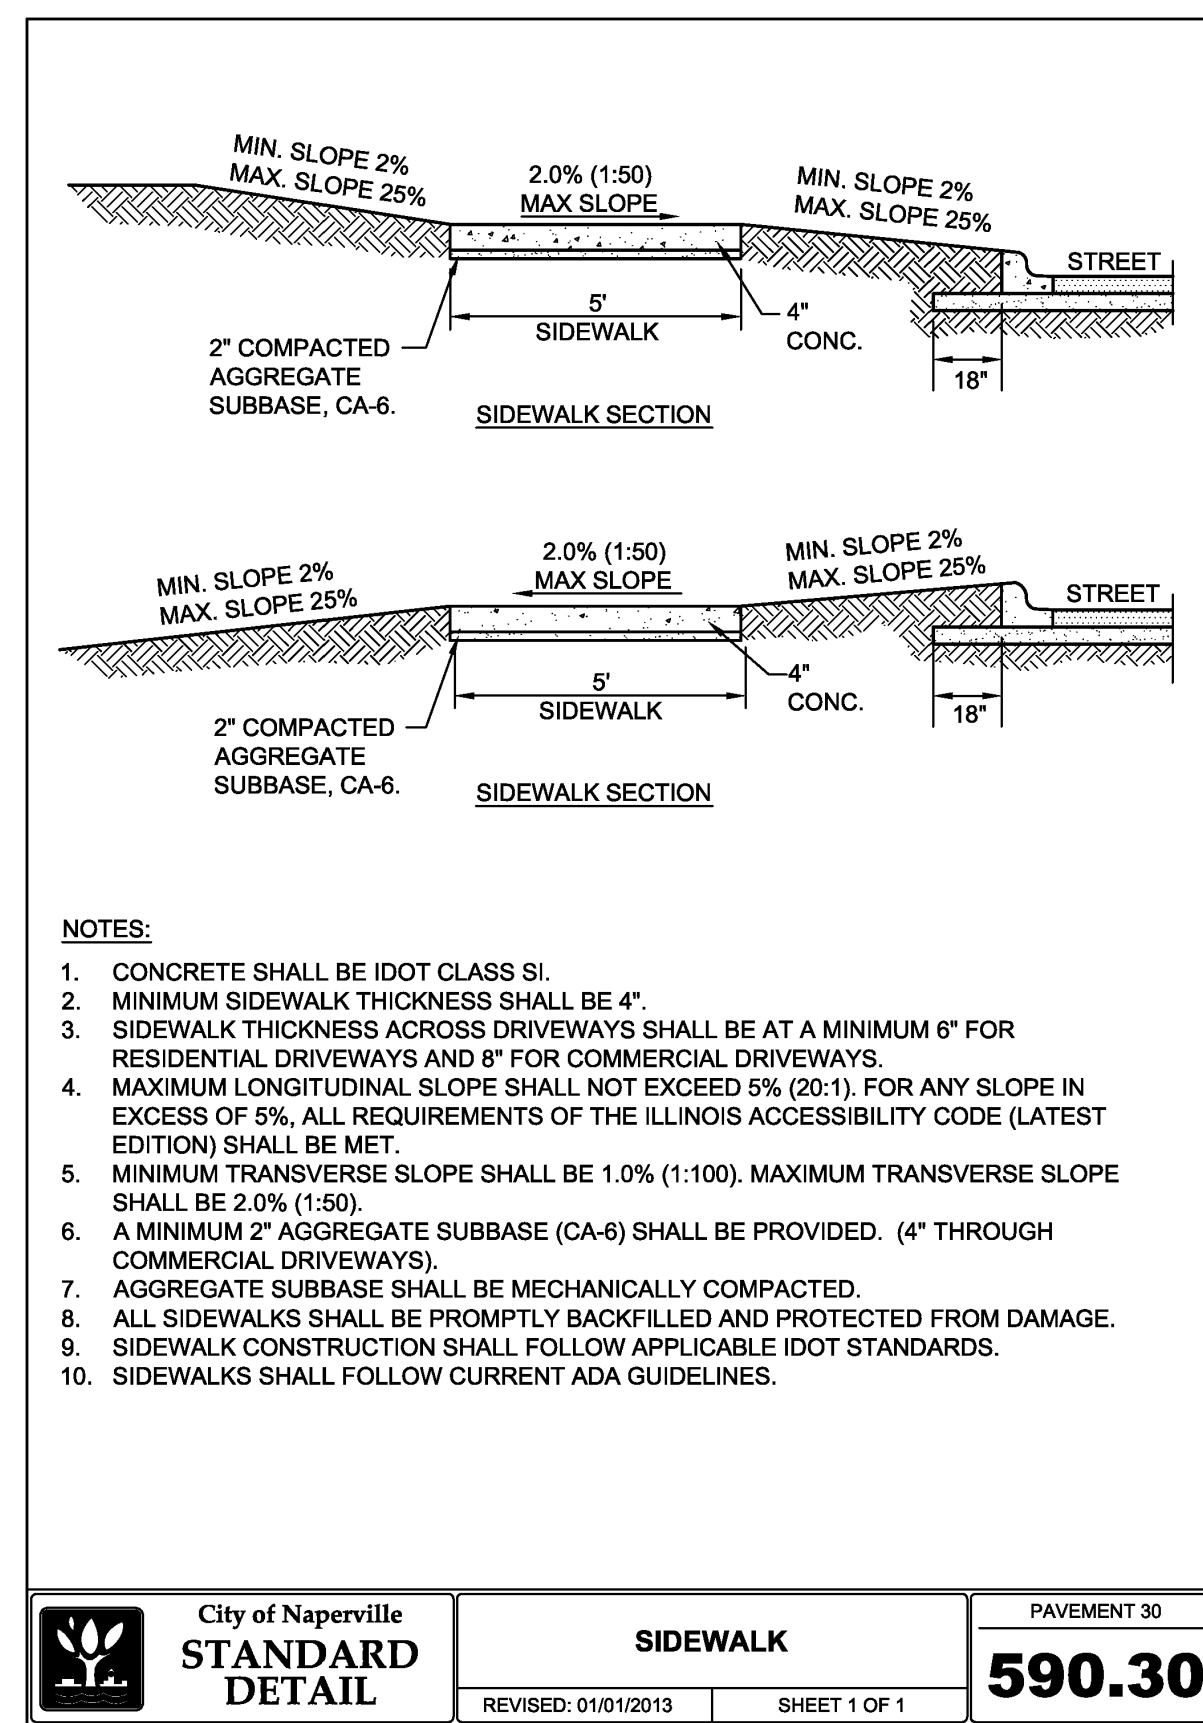 MIN. SLOPE 2%
MAX. SLOPE 25%
2.0% (1:50)
MAX SLOPE
MIN. SLOPE 2%
MAX. SLOPE 25%
STREET
5'
SIDEWALK
4"
CONC.
2" COMPACTED
AGGREGATE
SUBBASE, CA-6.
18"
SIDEWALK SECTION
MIN. SLOPE 2%
MAX. SLOPE 25%
2.0% (1:50)
MAX SLOPE
MIN. SLOPE 2%
MAX. SLOPE 25%
STREET
5'
SIDEWALK
4"
CONC.
2" COMPACTED
AGGREGATE
SUBBASE, CA-6.
18"
SIDEWALK SECTION
NOTES:
1. CONCRETE SHALL BE IDOT CLASS SI.
2. MINIMUM SIDEWALK THICKNESS SHALL BE 4".
3. SIDEWALK THICKNESS ACROSS DRIVEWAYS SHALL BE AT A MINIMUM 6" FOR
RESIDENTIAL DRIVEWAYS AND 8" FOR COMMERCIAL DRIVEWAYS.
4. MAXIMUM LONGITUDINAL SLOPE SHALL NOT EXCEED 5% (20:1). FOR ANY SLOPE IN
EXCESS OF 5%, ALL REQUIREMENTS OF THE ILLINOIS ACCESSIBILITY CODE (LATEST
EDITION) SHALL BE MET.
5. MINIMUM TRANSVERSE SLOPE SHALL BE 1.0% (1:100). MAXIMUM TRANSVERSE SLOPE
SHALL BE 2.0% (1:50).
6. A MINIMUM 2" AGGREGATE SUBBASE (CA-6) SHALL BE PROVIDED. (4" THROUGH
COMMERCIAL DRIVEWAYS).
7. AGGREGATE SUBBASE SHALL BE MECHANICALLY COMPACTED.
8. ALL SIDEWALKS SHALL BE PROMPTLY BACKFILLED AND PROTECTED FROM DAMAGE.
9. SIDEWALK CONSTRUCTION SHALL FOLLOW APPLICABLE IDOT STANDARDS.
10. SIDEWALKS SHALL FOLLOW CURRENT ADA GUIDELINES.
City of Naperville
STANDARD
DETAIL
SIDEWALK
REVISED: 01/01/2013
SHEET 1 OF 1
PAVEMENT 30
590.30